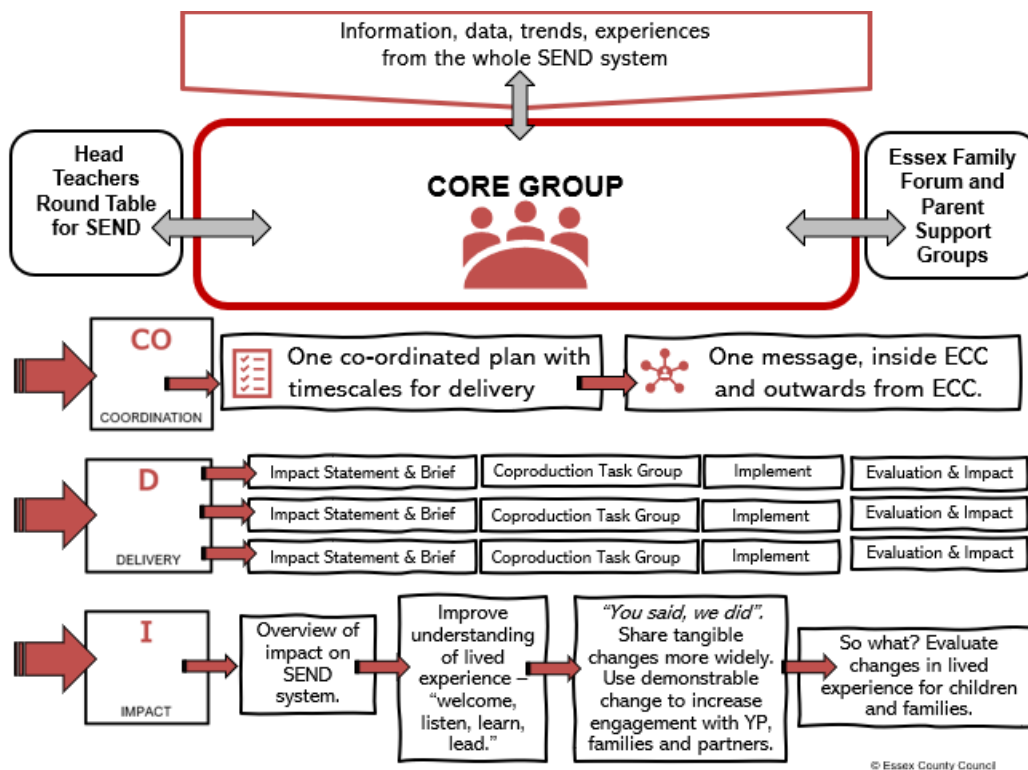 Information, data, trends, experiences
from the whole SEND system
Head
Teachers
Round Table
for SEND
CORE GROUP
Essex Family
Forum and
Parent
Support
Groups
CO
COORDINATION
One co-ordinated plan with
timescales for delivery
One message, inside ECC
and outwards from ECC.
D
DELIVERY
Impact Statement & Brief
Coproduction Task Group
Implement
Evaluation & Impact
Impact Statement & Brief
Coproduction Task Group
Implement
Evaluation & Impact
Impact Statement & Brief
Coproduction Task Group
Implement
Evaluation & Impact
I
IMPACT
Overview of
impact on
SEND
system.
Improve
understanding
of lived
experience –
“welcome,
listen, learn,
lead.”
“You said, we did”.
Share tangible
changes more widely.
Use demonstrable
change to increase
engagement with YP,
families and partners.
So what? Evaluate
changes in lived
experience for children
and families.
© Essex County Council